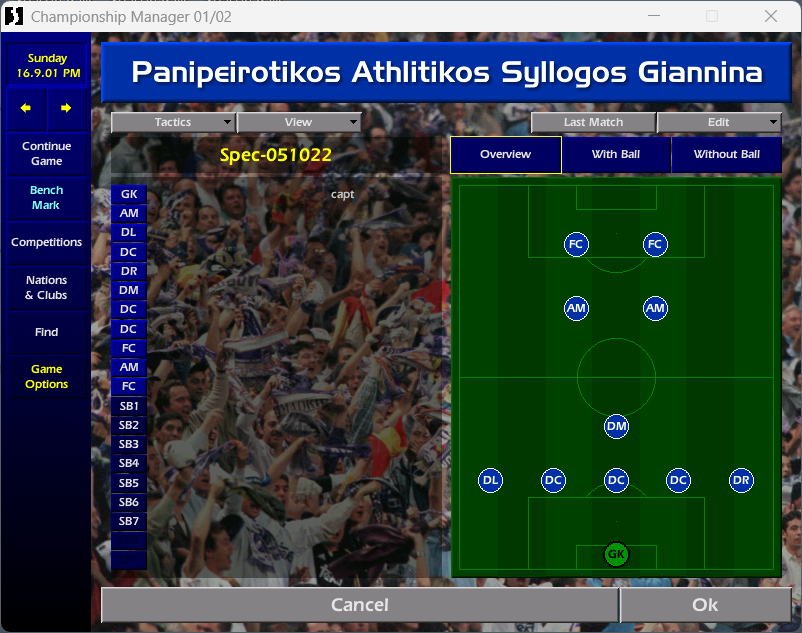 Championship Manager 01/02
Sunday
16.9.01 PM
Panipeirotikos Athlitikos Syllogos Giannina
Tactics
View
Last Match
Edit
Continue
Game
Bench
Mark
Competitions
Nations
& Clubs
Find
Game
Options
Spec-051022
Overview
With Ball
Without Ball
GK capt
AM
DL
DC
DR
DM
DC
DC
FC
AM
FC
SB1
SB2
SB3
SB4
SB5
SB6
SB7
FC FC
AM AM
DM
DL DC DC DC DR
GK
Cancel
Ok